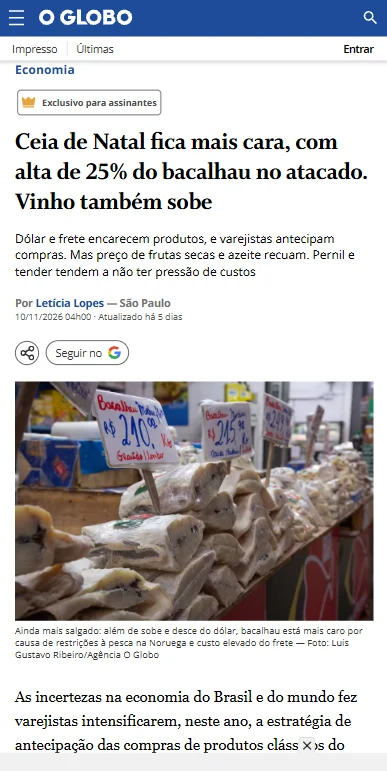 O GLOBO
Impresso
Últimas
Entrar
Economia
Exclusivo para assinantes
Ceia de Natal fica mais cara, com
alta de 25% do bacalhau no atacado.
Vinho também sobe
Dólar e frete encarecem produtos, e varejistas antecipam
compras. Mas preço de frutas secas e azeite recuam. Pernil e
tender tendem a não ter pressão de custos
Por Letícia Lopes — São Paulo
10/11/2026 04h00 · Atualizado há 5 dias
Seguir no G
Bacalhau
R$ 210,
Bacalhau
R$ 215,
Ainda mais salgado: além de sobe e desce do dólar, bacalhau está mais caro por
causa de restrições à pesca na Noruega e custo elevado do frete — Foto: Luis
Gustavo Ribeiro/Agência O Globo
As incertezas na economia do Brasil e do mundo fez
varejistas intensificarem, neste ano, a estratégia de
antecipação das compras de produtos do